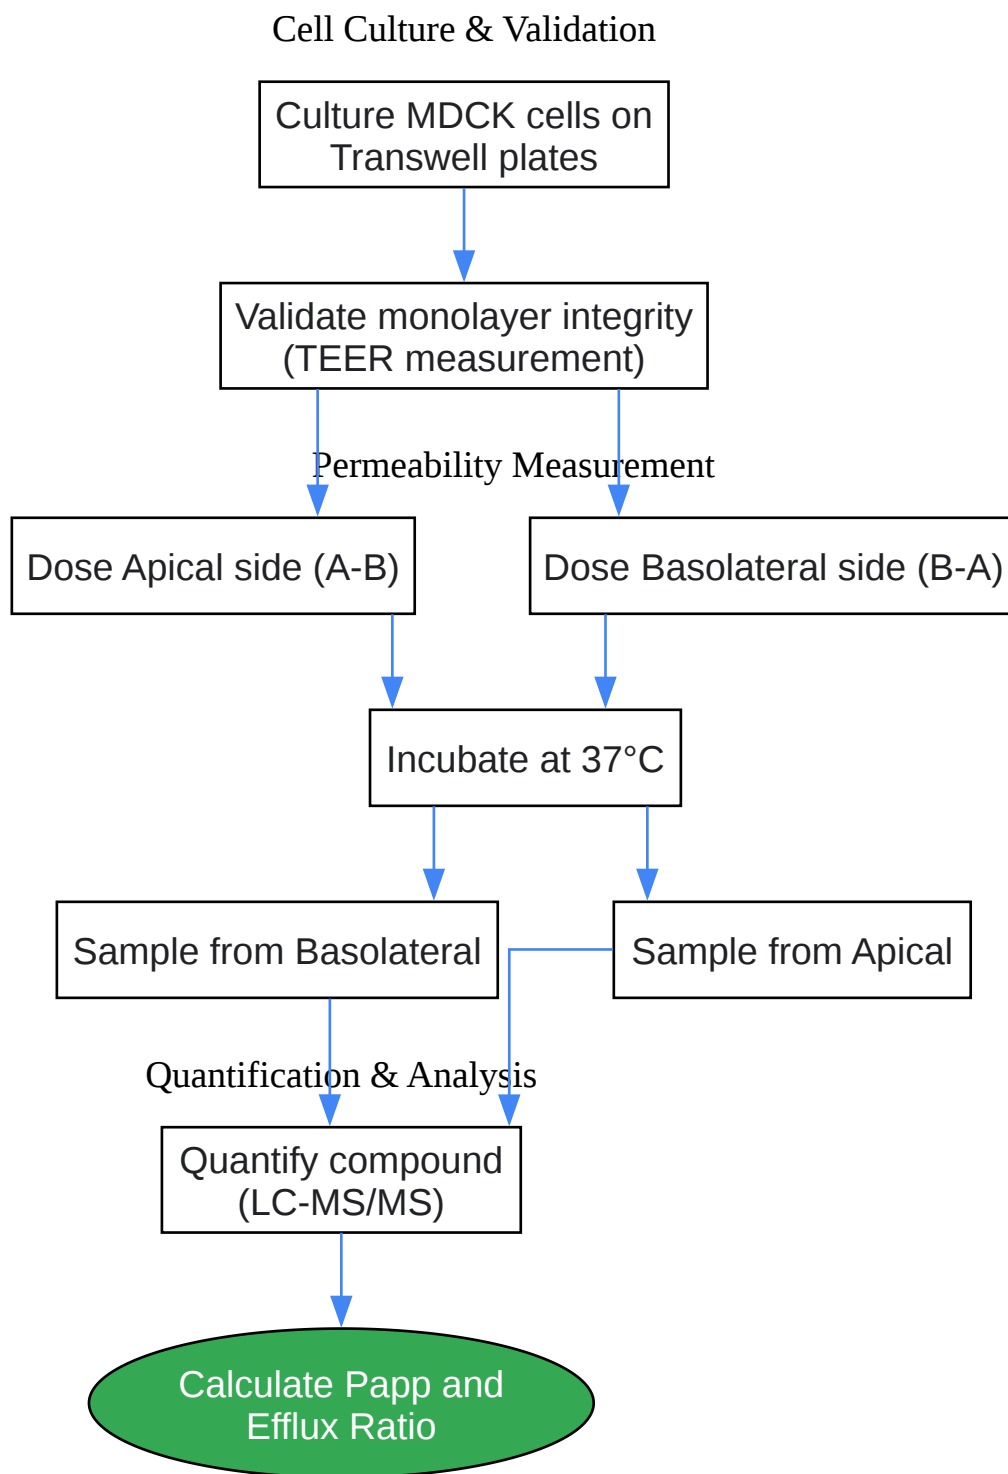 Cell Culture & Validation
Culture MDCK cells on
Transwell plates
Validate monolayer integrity
(TEER measurement)
Permeability Measurement
Dose Apical side (A-B)
Dose Basolateral side (B-A)
Incubate at 37°C
Sample from Basolateral
Sample from Apical
Quantification & Analysis
Quantify compound
(LC-MS/MS)
Calculate Papp and
Efflux Ratio